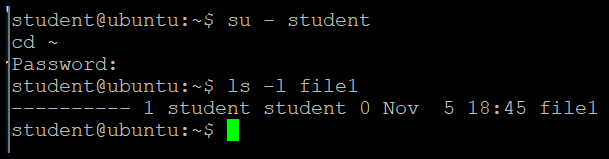 student@ubuntu:~$ su - student
cd ~
Password:
student@ubuntu:~$ ls -l file1
---------- 1 student student 0 Nov  5 18:45 file1
student@ubuntu:~$